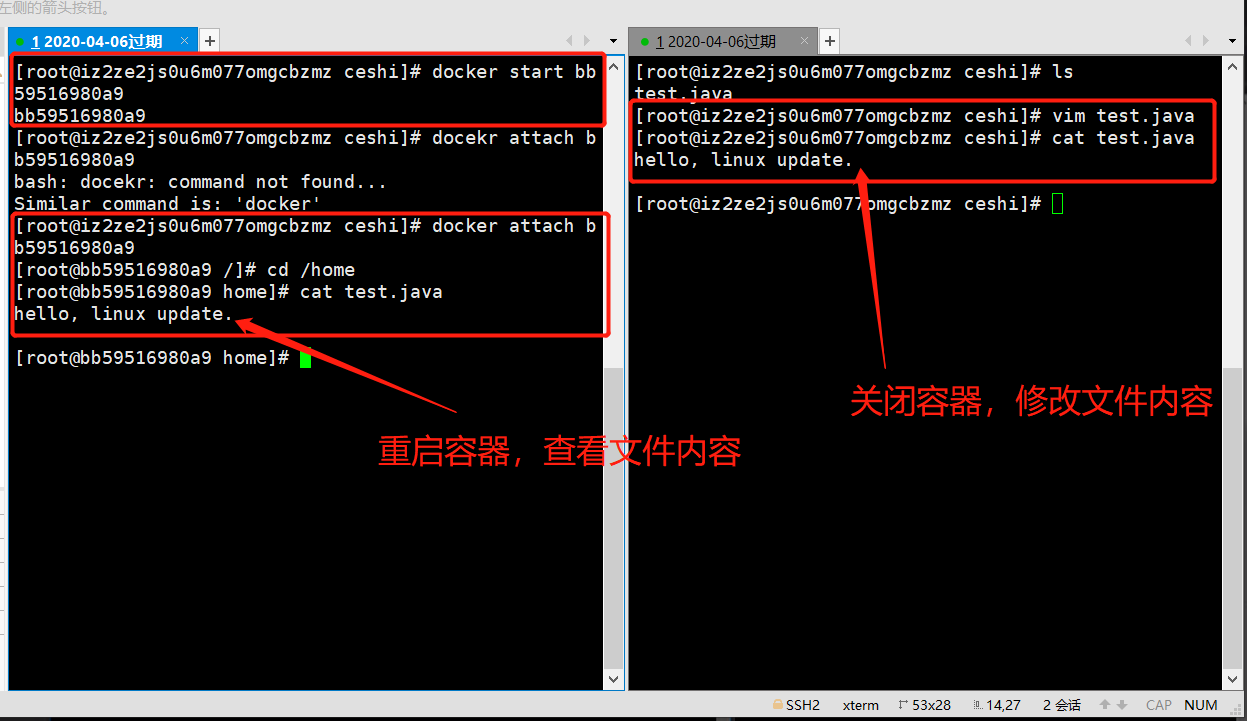 左侧的箭头按钮。
1 2020-04-06过期 × +
[root@iz2ze2js0u6m077omgcbzmz ceshi]# docker start bb
59516980a9
bb59516980a9
[root@iz2ze2js0u6m077omgcbzmz ceshi]# docekr attach b
b59516980a9
bash: docekr: command not found...
Similar command is: 'docker'
[root@iz2ze2js0u6m077omgcbzmz ceshi]# docker attach b
b59516980a9
[root@bb59516980a9 /]# cd /home
[root@bb59516980a9 home]# cat test.java
hello, linux update.
[root@bb59516980a9 home]#
重启容器，查看文件内容
1 2020-04-06过期 × +
[root@iz2ze2js0u6m077omgcbzmz ceshi]# ls
test.java
[root@iz2ze2js0u6m077omgcbzmz ceshi]# vim test.java
[root@iz2ze2js0u6m077omgcbzmz ceshi]# cat test.java
hello, linux update.
[root@iz2ze2js0u6m077omgcbzmz ceshi]#
关闭容器，修改文件内容
SSH2 xterm 53x28 14,27 2 会话 CAP NUM